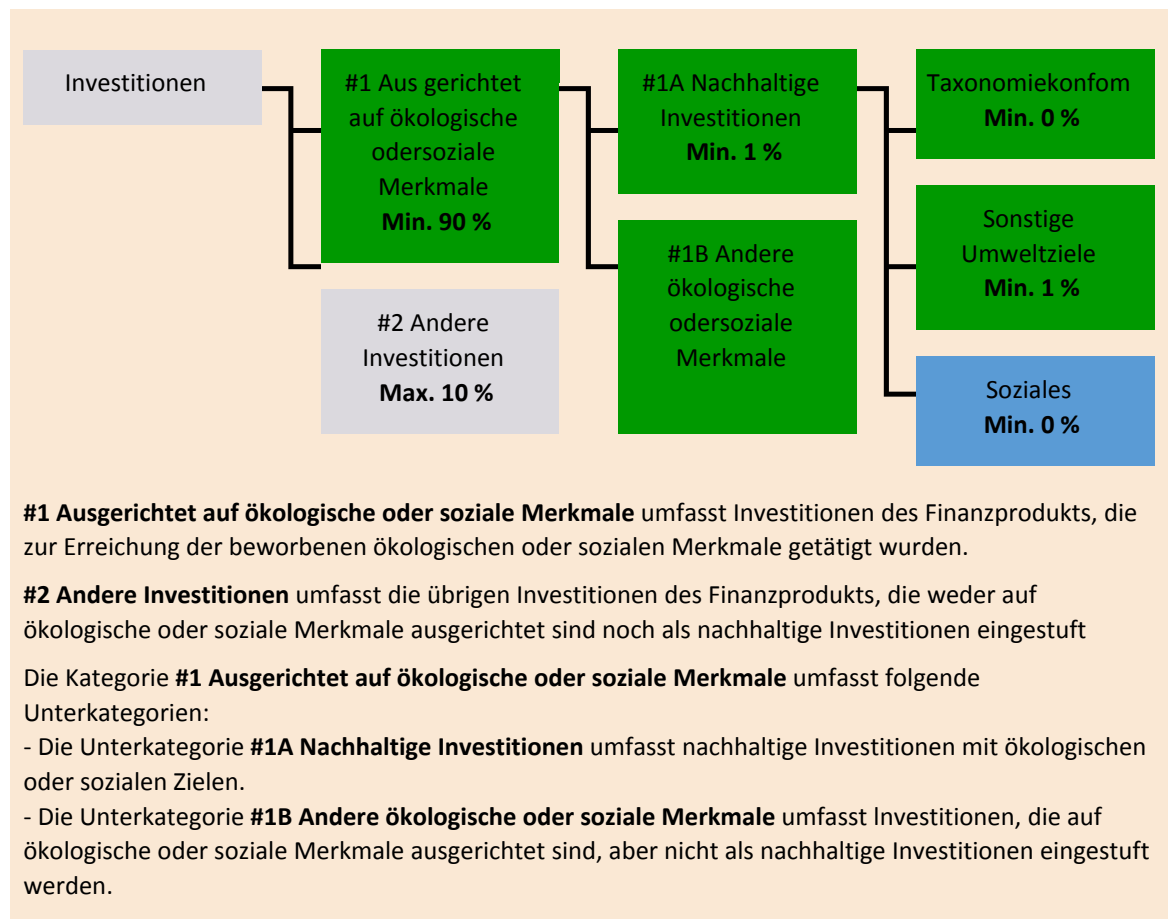 Investitionen
#1 Aus gerichtet
auf ökologische
odersoziale
Merkmale
Min. 90 %
#2 Andere
Investitionen
Max. 10 %
#1A Nachhaltige
Investitionen
Min. 1 %
#1B Andere
ökologische
odersoziale
Merkmale
Taxonomiekonfom
Min. 0 %
Sonstige
Umweltziele
Min. 1 %
Soziales
Min. 0 %
#1 Ausgerichtet auf ökologische oder soziale Merkmale umfasst Investitionen des Finanzprodukts, die
zur Erreichung der beworbenen ökologischen oder sozialen Merkmale getätigt wurden.
#2 Andere Investitionen umfasst die übrigen Investitionen des Finanzprodukts, die weder auf
ökologische oder soziale Merkmale ausgerichtet sind noch als nachhaltige Investitionen eingestuft
Die Kategorie #1 Ausgerichtet auf ökologische oder soziale Merkmale umfasst folgende
Unterkategorien:
- Die Unterkategorie #1A Nachhaltige Investitionen umfasst nachhaltige Investitionen mit ökologischen
oder sozialen Zielen.
- Die Unterkategorie #1B Andere ökologische oder soziale Merkmale umfasst lnvestitionen, die auf
ökologische oder soziale Merkmale ausgerichtet sind, aber nicht als nachhaltige Investitionen eingestuft
werden.